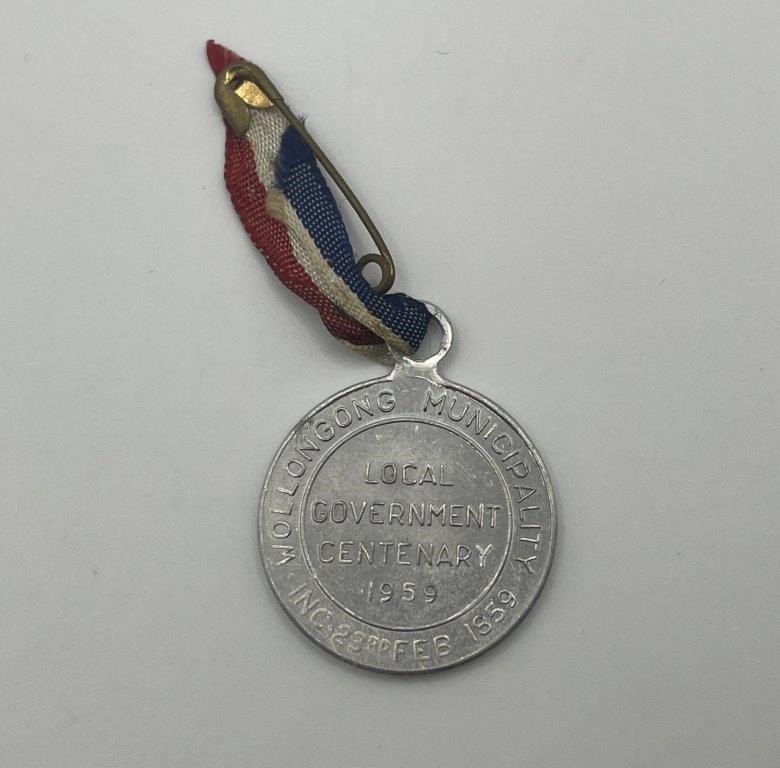 WOLLONGONG MUNICIPALITY
LOCAL
GOVERNMENT
CENTENARY
1959
INC. 23RD FEB 1859